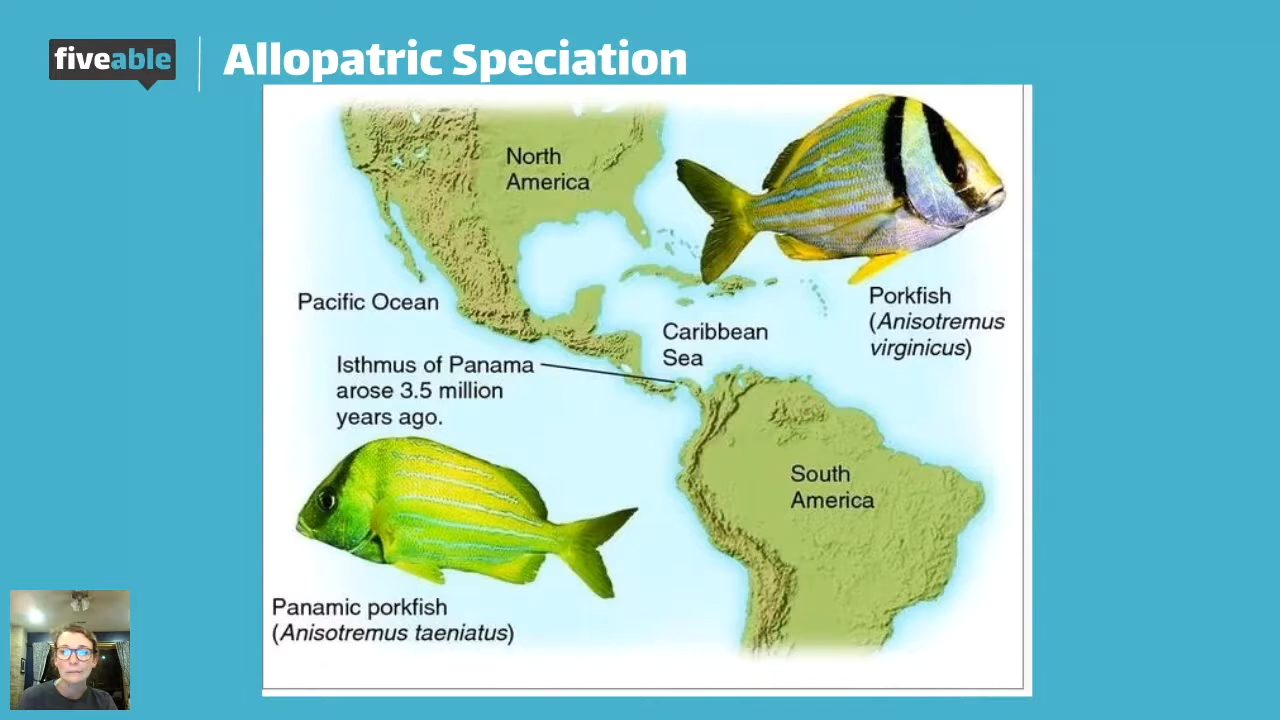 fiveable
Allopatric Speciation
North
America
Pacific Ocean
Porkfish
(Anisotremus
virginicus)
Caribbean
Sea
Isthmus of Panama
arose 3.5 million
years ago.
South
America
Panamic porkfish
(Anisotremus taeniatus)